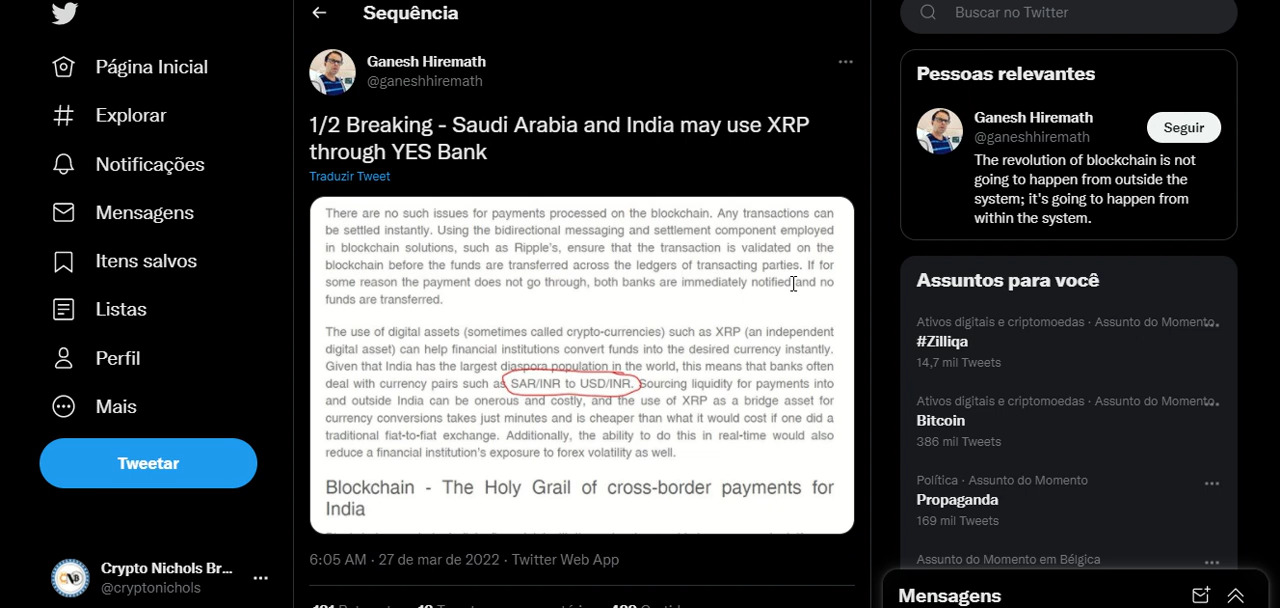 Página Inicial
Explorar
Notificações
Mensagens
Itens salvos
Listas
Perfil
Mais
Tweetar
Crypto Nichols Br...
@cryptonichols
Sequência
Ganesh Hiremath
@ganeshhiremath
1/2 Breaking - Saudi Arabia and India may use XRP
through YES Bank
Traduzir Tweet
There are no such issues for payments processed on the blockchain. Any transactions can
be settled instantly. Using the bidirectional messaging and settlement component employed
in blockchain solutions, such as Ripple's, ensure that the transaction is validated on the
blockchain before the funds are transferred across the ledgers of transacting parties. If for
some reason the payment does not go through, both banks are immediately notified and no
funds are transferred.
The use of digital assets (sometimes called crypto-currencies) such as XRP (an independent
digital asset) can help financial institutions convert funds into the desired currency instantly.
Given that India has the largest diaspora population in the world, this means that banks often
deal with currency pairs such as SAR/INR to USD/INR. Sourcing liquidity for payments into
and outside India can be onerous and costly, and the use of XRP as a bridge asset for
currency conversions takes just minutes and is cheaper than what it would cost if one did a
traditional fiat-to-fiat exchange. Additionally, the ability to do this in real-time would also
reduce a financial institution's exposure to forex volatility as well.
Blockchain - The Holy Grail of cross-border payments for
India
6:05 AM · 27 de mar de 2022 · Twitter Web App
Buscar no Twitter
Pessoas relevantes
Ganesh Hiremath
@ganeshhiremath
Seguir
The revolution of blockchain is not
going to happen from outside the
system; it's going to happen from
within the system.
Assuntos para você
Ativos digitais e criptomoedas · Assunto do Momento
#Zilliqa
14,7 mil Tweets
Ativos digitais e criptomoedas · Assunto do Momento
Bitcoin
386 mil Tweets
Política · Assunto do Momento
Propaganda
169 mil Tweets
Assunto do Momento em Bélgica
Mensagens